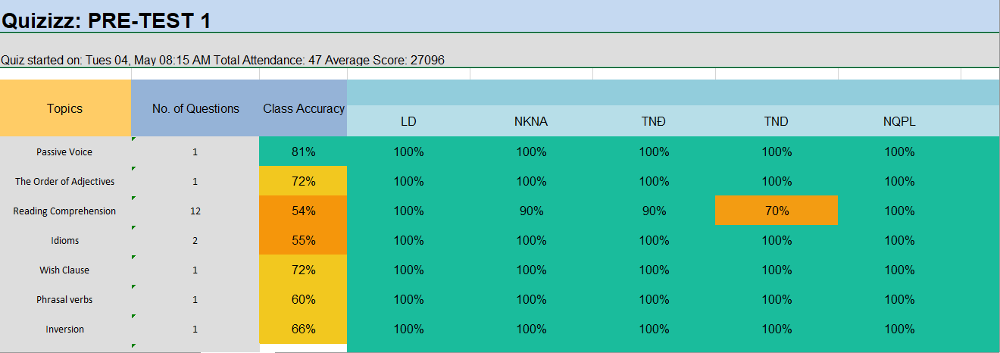 Quizizz: PRE-TEST 1
Quiz started on: Tues 04, May 08:15 AM Total Attendance: 47 Average Score: 27096
Topics No. of Questions Class Accuracy LD NKNA TNĐ TND NQPL
Passive Voice 1 81% 100% 100% 100% 100% 100%
The Order of Adjectives 1 72% 100% 100% 100% 100% 100%
Reading Comprehension 12 54% 100% 90% 90% 70% 100%
Idioms 2 55% 100% 100% 100% 100% 100%
Wish Clause 1 72% 100% 100% 100% 100% 100%
Phrasal verbs 1 60% 100% 100% 100% 100% 100%
Inversion 1 66% 100% 100% 100% 100% 100%